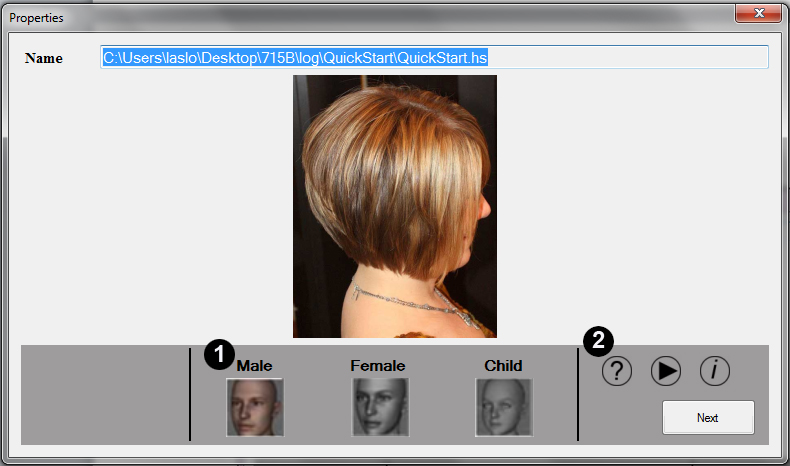 Properties
Name C:\Users\laslo\Desktop\715B\log\QuickStart\QuickStart.hs
1 2
Male Female Child
? i
Next